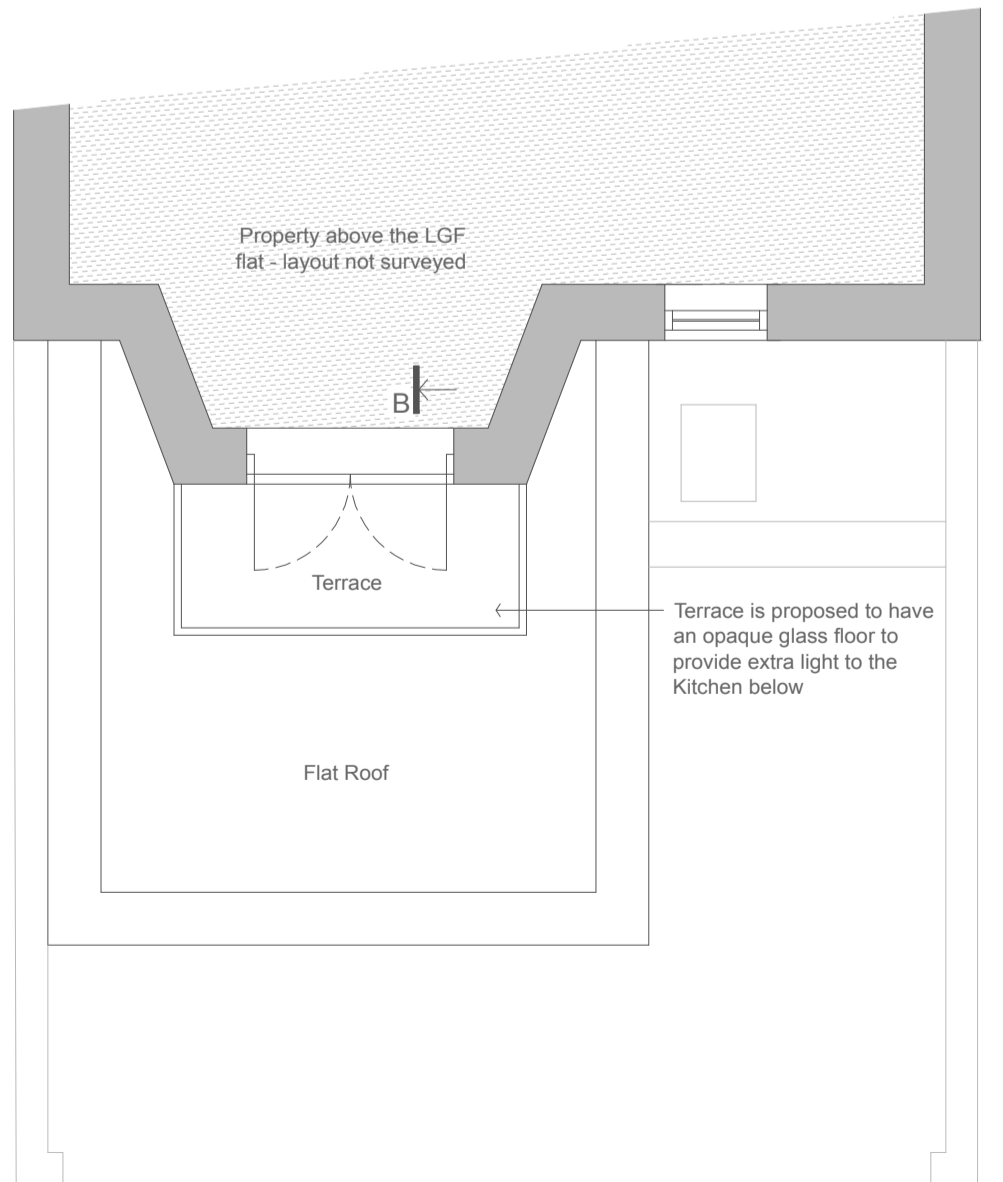 Property above the LGF
flat - layout not surveyed
B
Terrace
Terrace is proposed to have
an opaque glass floor to
provide extra light to the
Kitchen below
Flat Roof